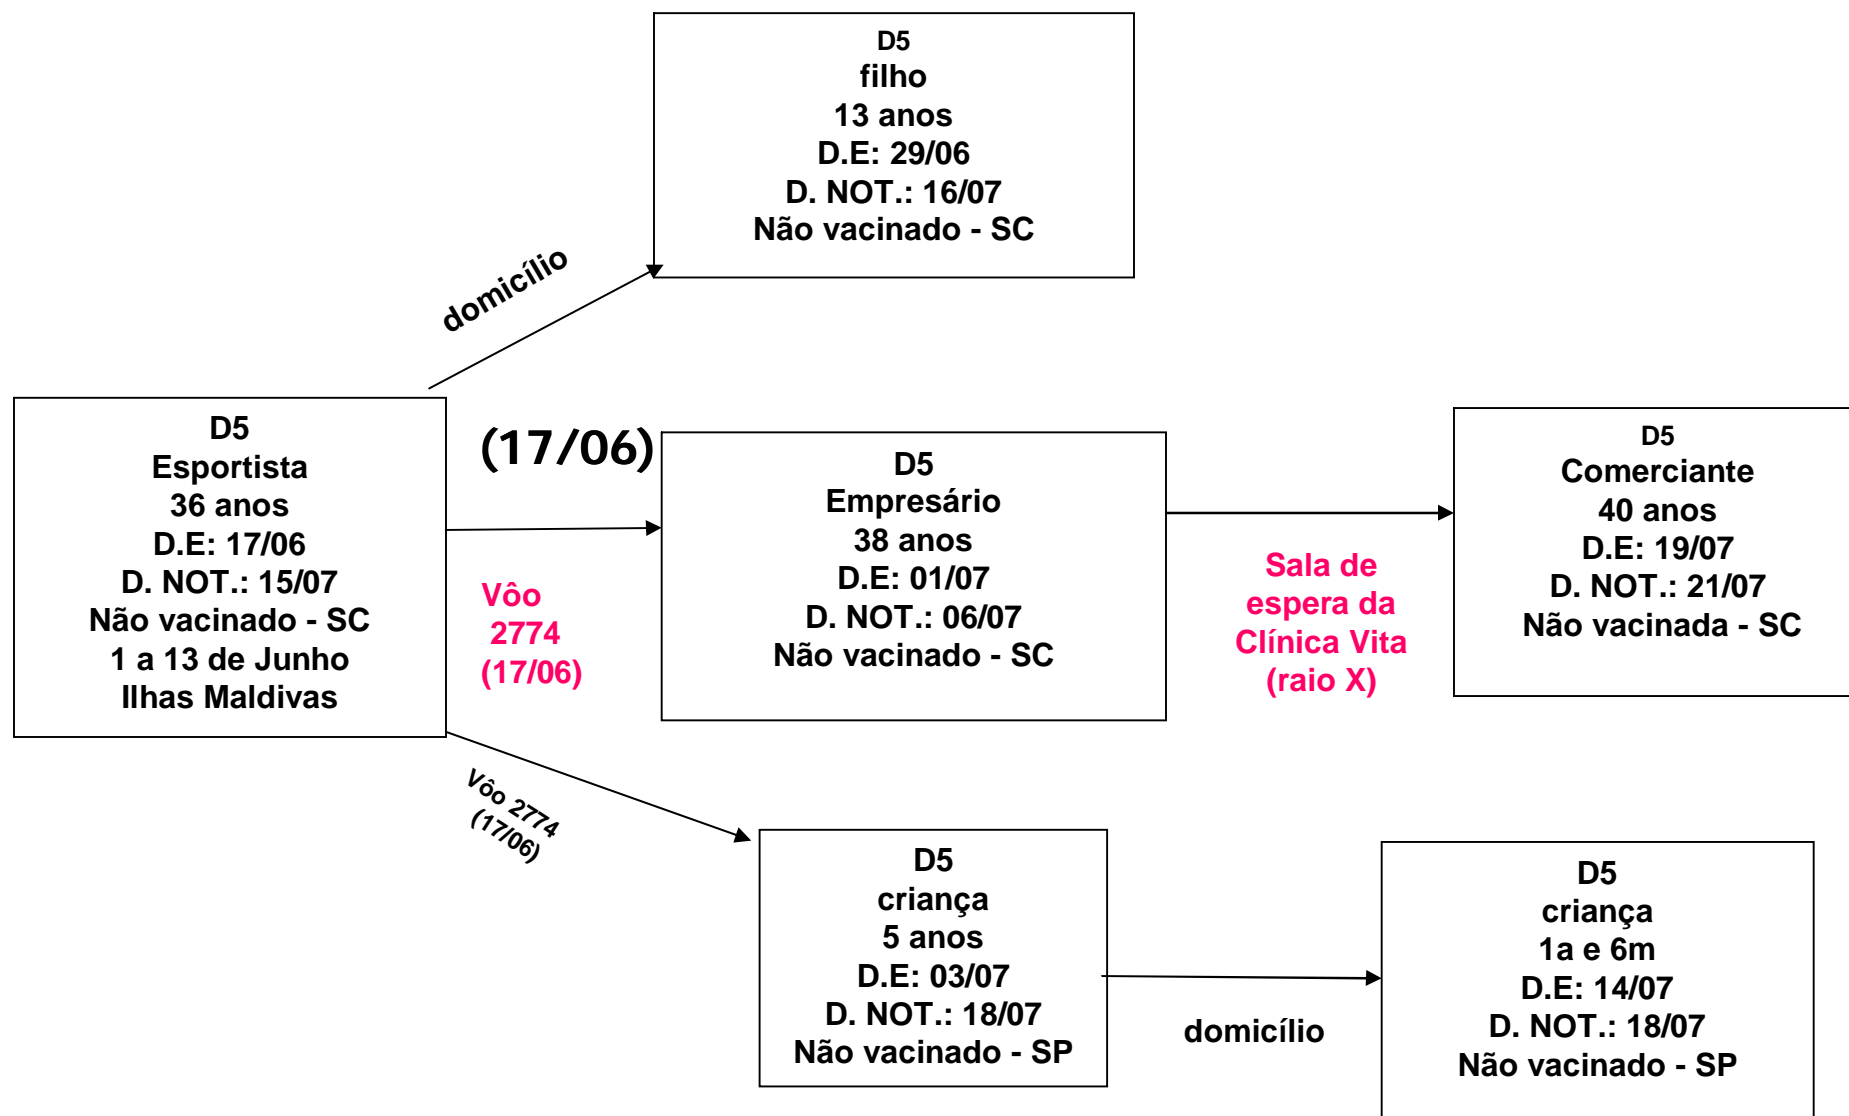 D5
filho
13 anos
D.E: 29/06
D. NOT.: 16/07
Não vacinado - SC
domicílio
D5
Esportista
36 anos
D.E: 17/06
D. NOT.: 15/07
Não vacinado - SC
1 a 13 de Junho
Ilhas Maldivas
(17/06)
Vôo
2774
(17/06)
D5
Empresário
38 anos
D.E: 01/07
D. NOT.: 06/07
Não vacinado - SC
Sala de
espera da
Clínica Vita
(raio X)
D5
Comerciante
40 anos
D.E: 19/07
D. NOT.: 21/07
Não vacinada - SC
Vôo 2774
(17/06)
D5
criança
5 anos
D.E: 03/07
D. NOT.: 18/07
Não vacinado - SP
domicílio
D5
criança
1a e 6m
D.E: 14/07
D. NOT.: 18/07
Não vacinado - SP